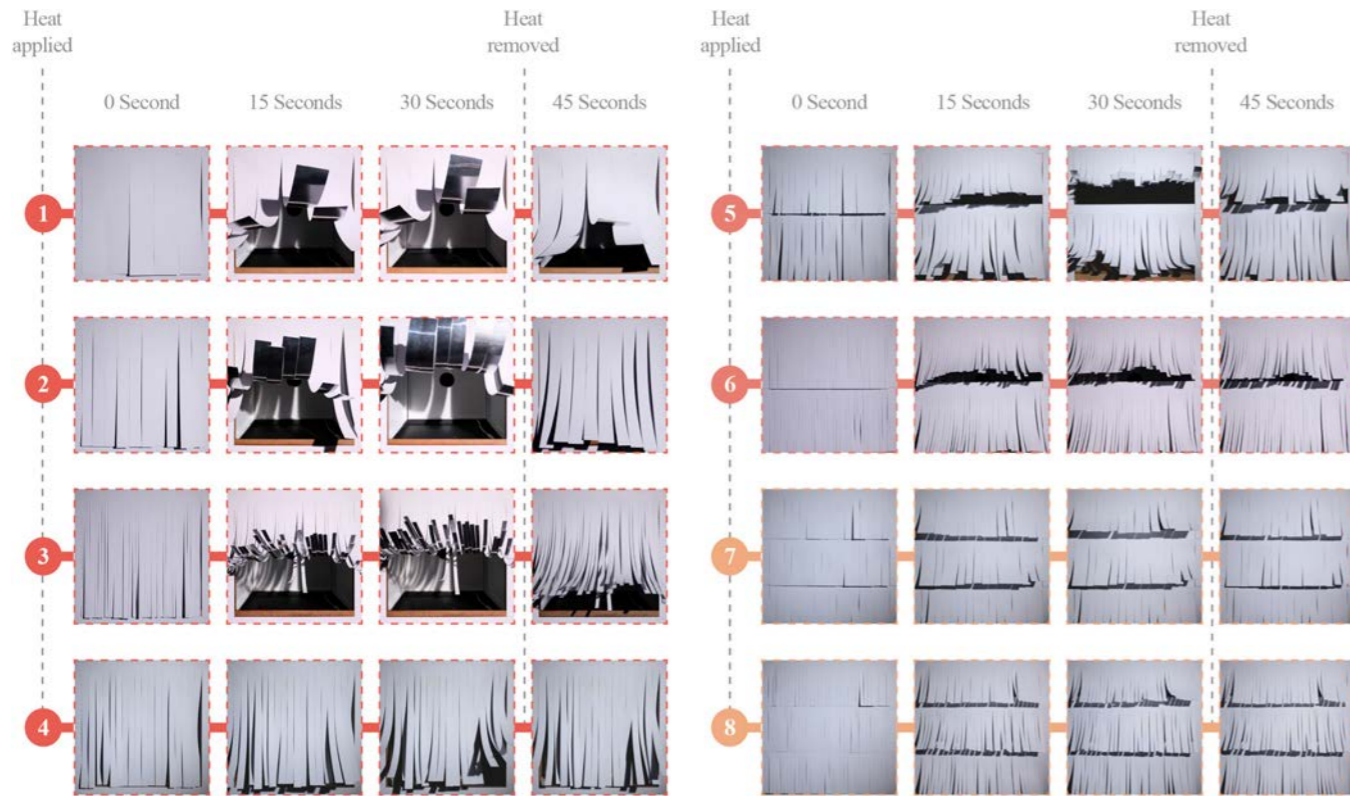 Heat
applied
Heat
removed
Heat
applied
Heat
removed
0 Second
15 Seconds
30 Seconds
45 Seconds
0 Second
15 Seconds
30 Seconds
45 Seconds
1
5
2
6
3
7
4
8